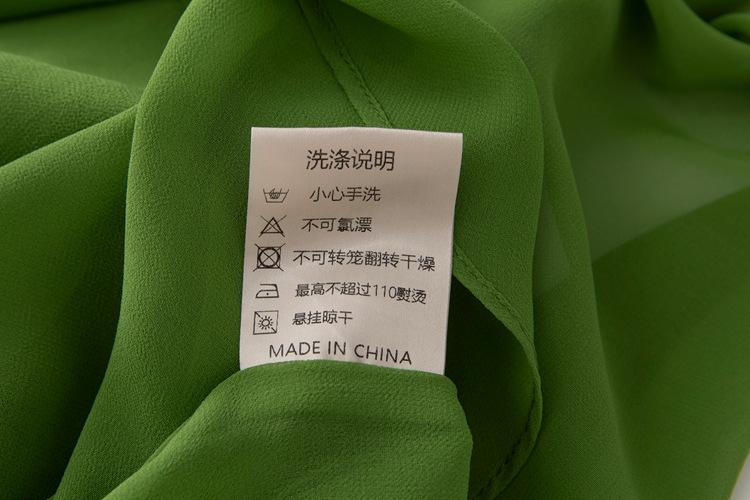 洗涤说明
小心手洗
不可氯漂
不可转笼翻转干燥
最高不超过110熨烫
悬挂晾干
MADE IN CHINA